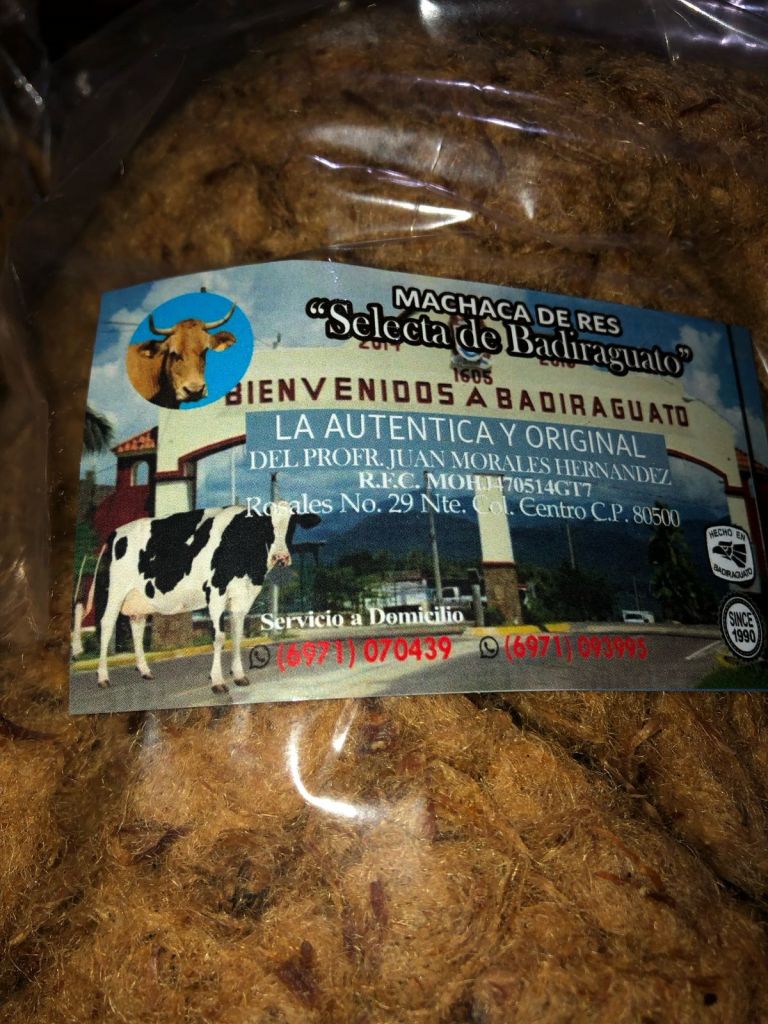 MACHACA DE RES
"Selecta de Badiraguato"
1605
BIENVENIDOS A BADIRAGUATO
LA AUTENTICA Y ORIGINAL
DEL PROFR. JUAN MORALES HERNANDEZ
R.F.C. MOHJ470514GT7
Rosales No. 29 Nte. Col. Centro C.P. 80500
HECHO EN
BADIRAGUATO
SINCE
1990
Servicio a Domicilio
(6971) 070439 (6971) 093995